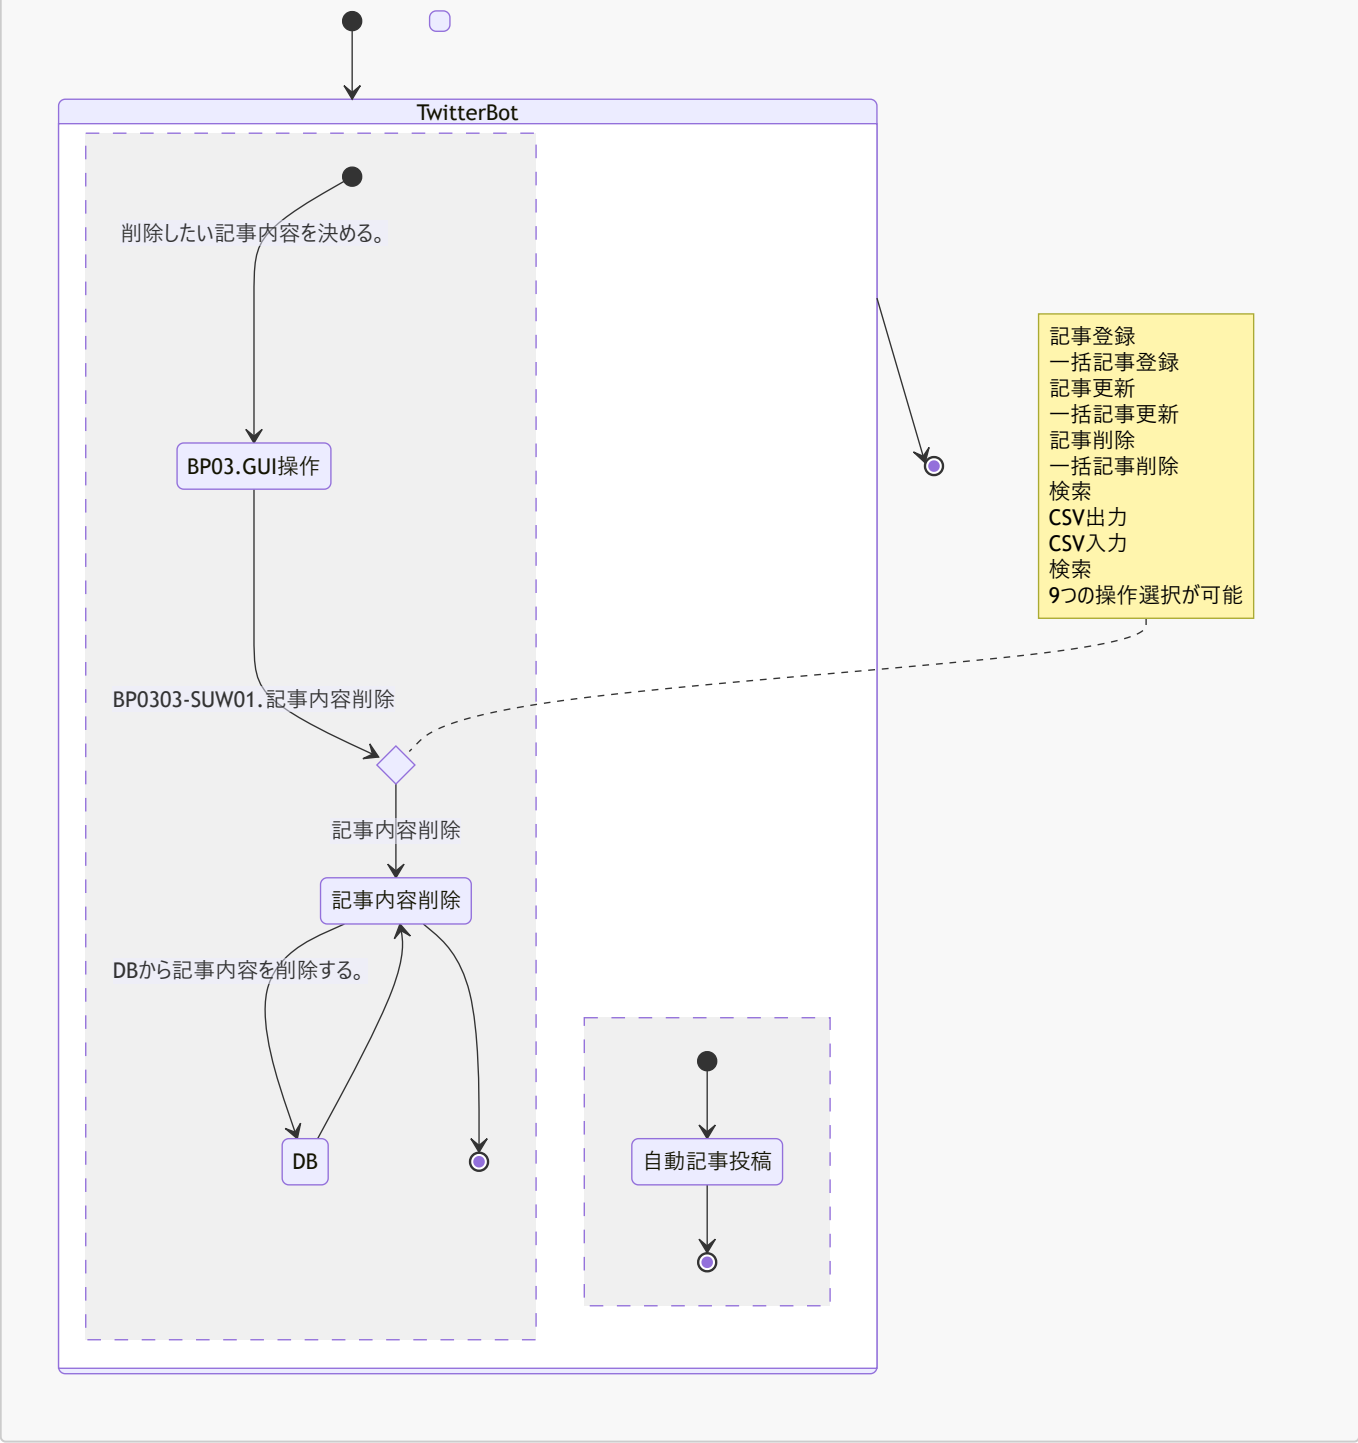 TwitterBot
削除したい記事内容を決める。
BP03.GUI操作
記事登録
一括記事登録
記事更新
一括記事更新
記事削除
一括記事削除
検索
CSV出力
CSV入力
検索
9つの操作選択が可能
BP0303-SUW01.記事内容削除
記事内容削除
記事内容削除
DBから記事内容を削除する。
DB
自動記事投稿